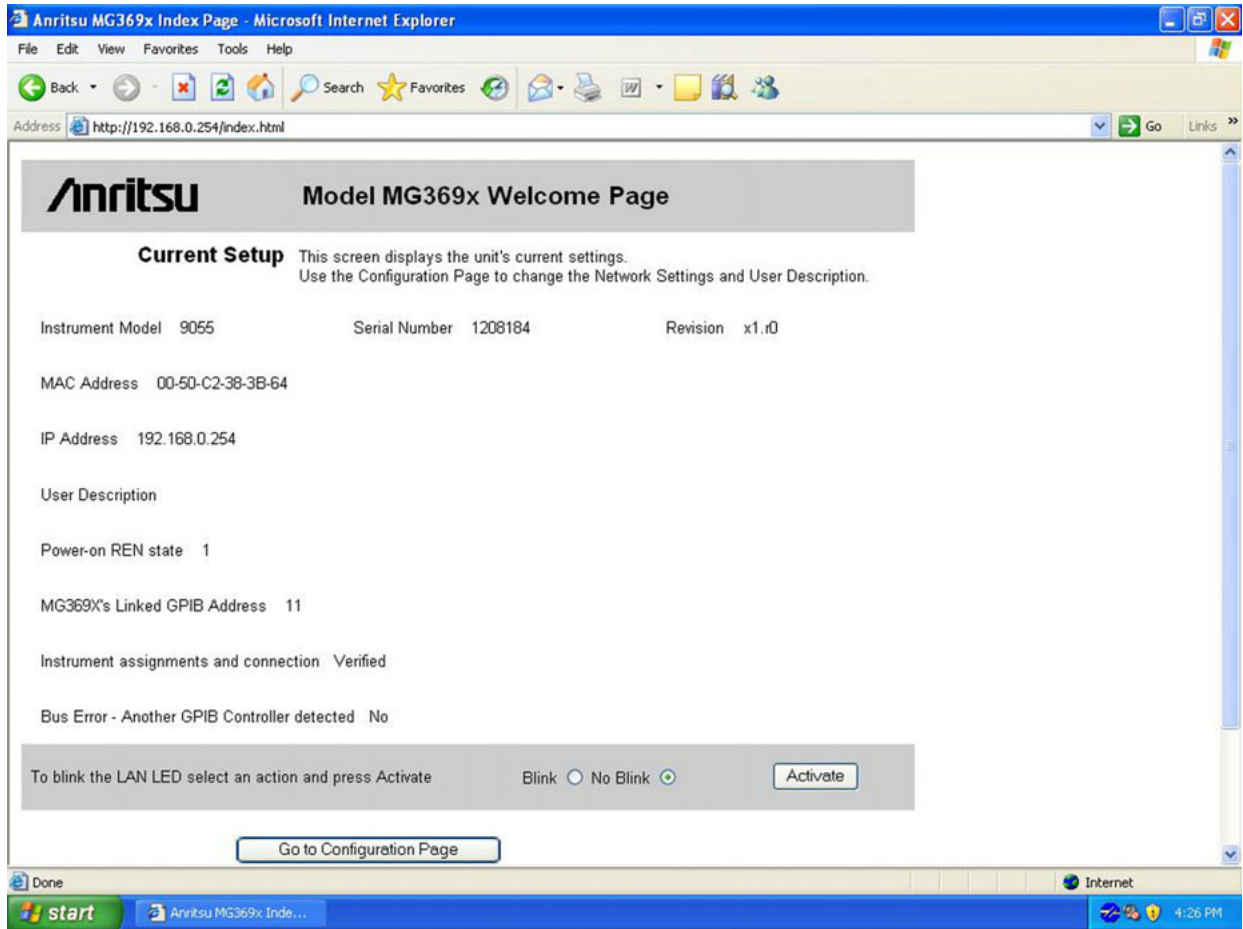 Anritsu MG369x Index Page - Microsoft Internet Explorer
File Edit View Favorites Tools Help
Back Search Favorites
Address http://192.168.0.254/index.html Go Links »
Anritsu Model MG369x Welcome Page
Current Setup This screen displays the unit's current settings.
Use the Configuration Page to change the Network Settings and User Description.
Instrument Model 9055 Serial Number 1208184 Revision x1.r0
MAC Address 00-50-C2-38-3B-64
IP Address 192.168.0.254
User Description
Power-on REN state 1
MG369X's Linked GPIB Address 11
Instrument assignments and connection Verified
Bus Error - Another GPIB Controller detected No
To blink the LAN LED select an action and press Activate Blink No Blink Activate
Go to Configuration Page
Done Internet
start Anritsu MG369x Inde... 4:26 PM